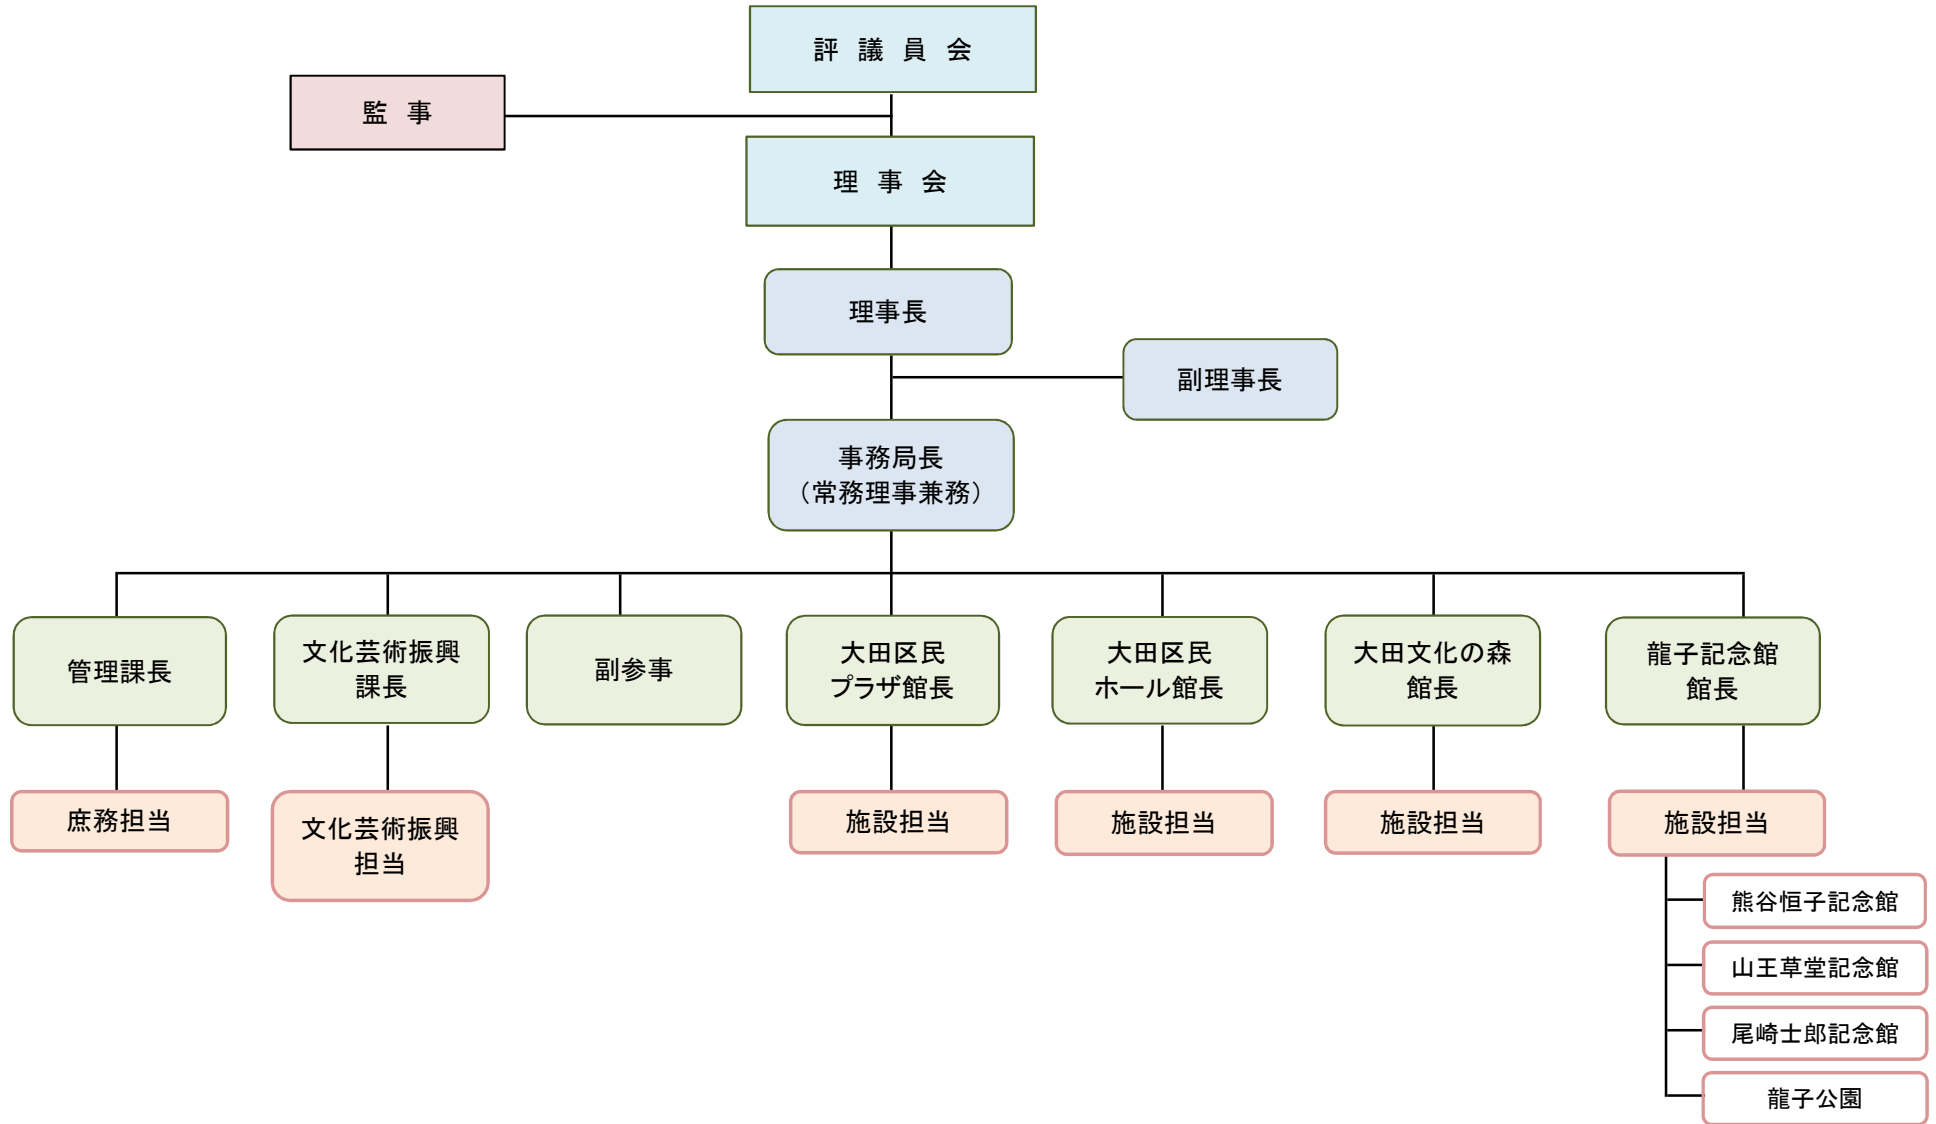 評 議 員 会
監 事
理 事 会
理事長
副理事長
事務局長
（常務理事兼務）
管理課長
文化芸術振興
課長
副参事
大田区民
プラザ館長
大田区民
ホール館長
大田文化の森
館長
龍子記念館
館長
庶務担当
文化芸術振興
担当
施設担当
施設担当
施設担当
施設担当
熊谷恒子記念館
山王草堂記念館
尾崎士郎記念館
龍子公園